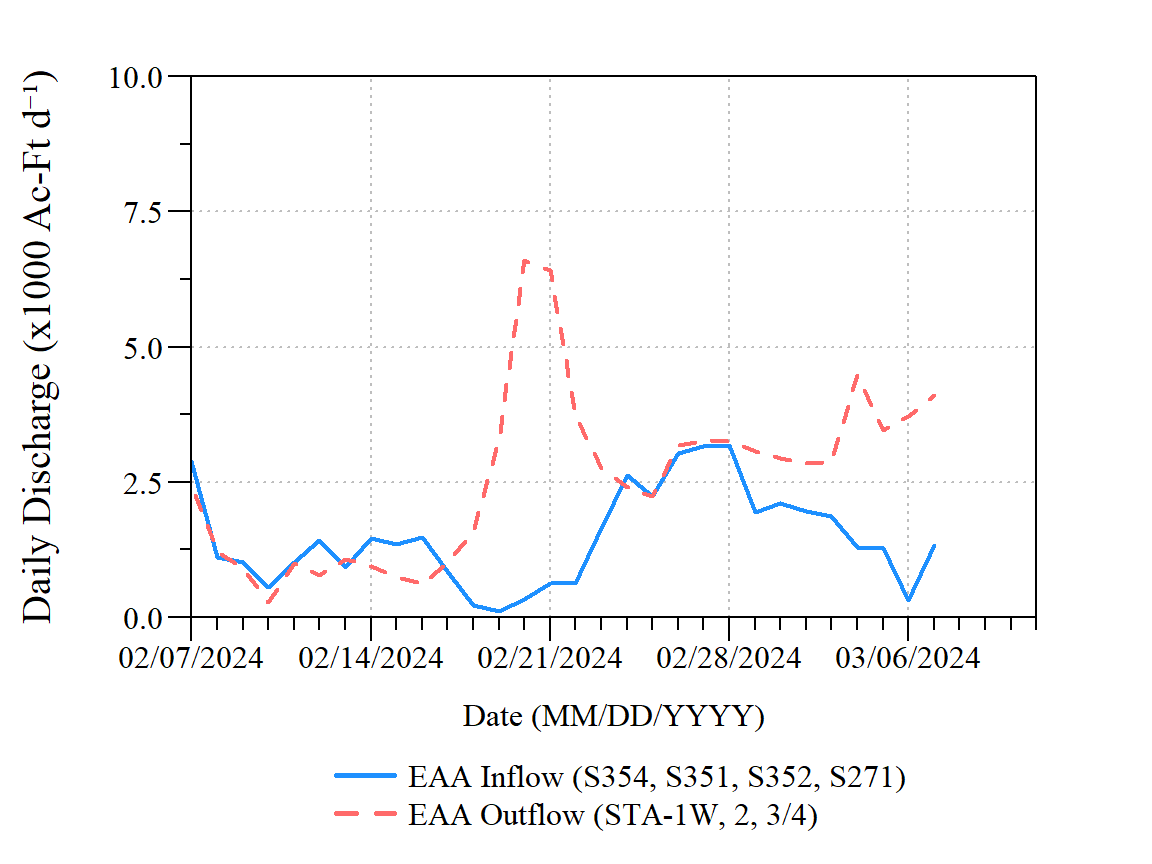 Daily Discharge (x1000 Ac-Ft d⁻¹)
10.0
7.5
5.0
2.5
0.0
02/07/2024 02/14/2024 02/21/2024 02/28/2024 03/06/2024
Date (MM/DD/YYYY)
EAA Inflow (S354, S351, S352, S271)
EAA Outflow (STA-1W, 2, 3/4)